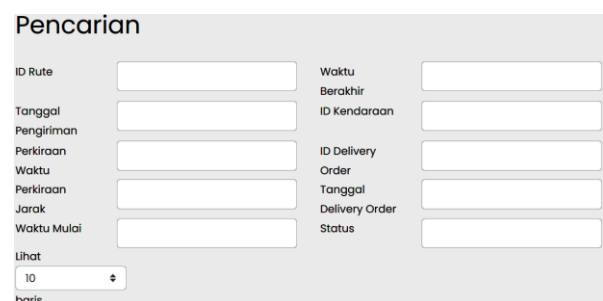 Pencarian
ID Rute
Waktu
Berakhir
Tanggal
Pengiriman
ID Kendaraan
Perkiraan
Waktu
ID Delivery
Order
Perkiraan
Jarak
Tanggal
Delivery Order
Waktu Mulai
Status
Lihat
10
baris